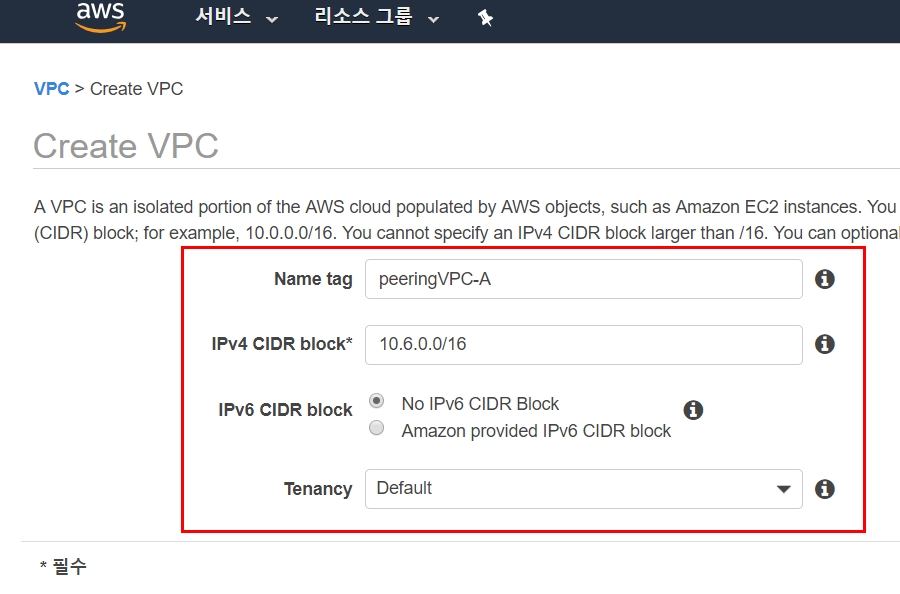 aws 서비스 리소스 그룹
VPC > Create VPC
Create VPC
A VPC is an isolated portion of the AWS cloud populated by AWS objects, such as Amazon EC2 instances. You
(CIDR) block; for example, 10.0.0.0/16. You cannot specify an IPv4 CIDR block larger than /16. You can optional
Name tag peeringVPC-A
IPv4 CIDR block* 10.6.0.0/16
IPv6 CIDR block No IPv6 CIDR Block
Amazon provided IPv6 CIDR block
Tenancy Default
* 필수